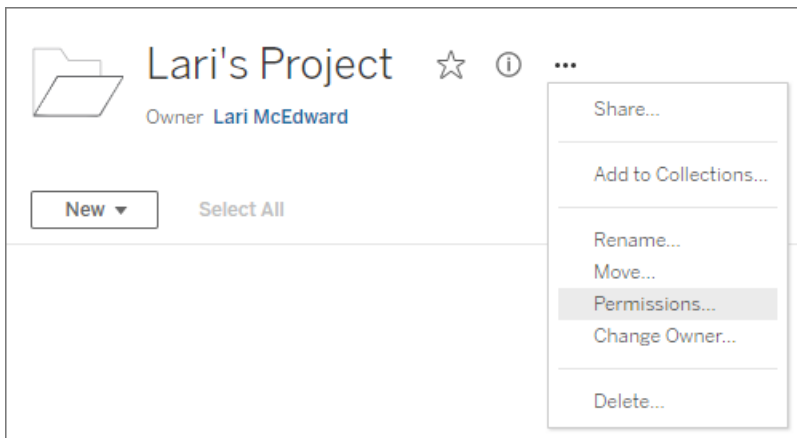 Lari's Project
Owner Lari McEdward
New
Select All
Share...
Add to Collections...
Rename...
Move...
Permissions...
Change Owner...
Delete...